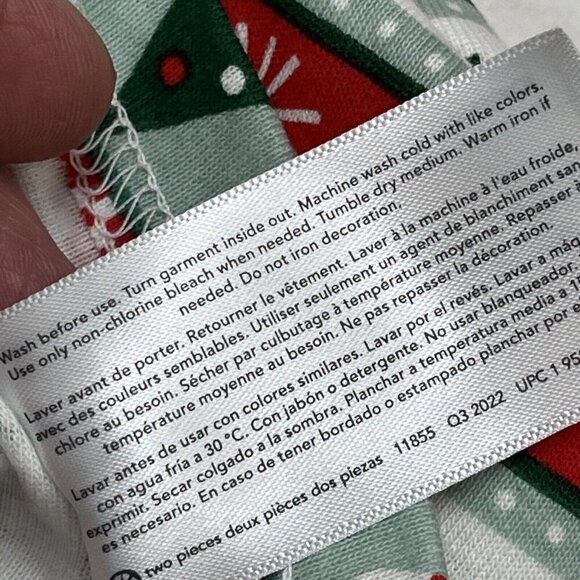 Wash before use. Turn garment inside out. Machine wash cold with like colors.
Use only non-chlorine bleach when needed. Tumble dry medium. Warm iron if
needed. Do not iron decoration.
Laver avant de porter. Retourner le vêtement. Laver à la machine à l'eau froide,
avec des couleurs semblables. Utiliser seulement un agent de blanchiment san
chlore au besoin. Sécher par culbutage à température moyenne. Repasser
température moyenne au besoin. Ne pas repasser la décoration.
Lavar antes de usar con colores similares. Lavar por el revés. Lavar a
con agua fría a 30 °C. Con jabón o detergente. No usar blanqueador.
exprimir. Secar colgado a la sombra. Planchar a temperatura media a 1
es necesario. En caso de tener bordado o estampado planchar por e
two pieces deux pièces dos piezas 11855 Q3 2022 UPC 1 95